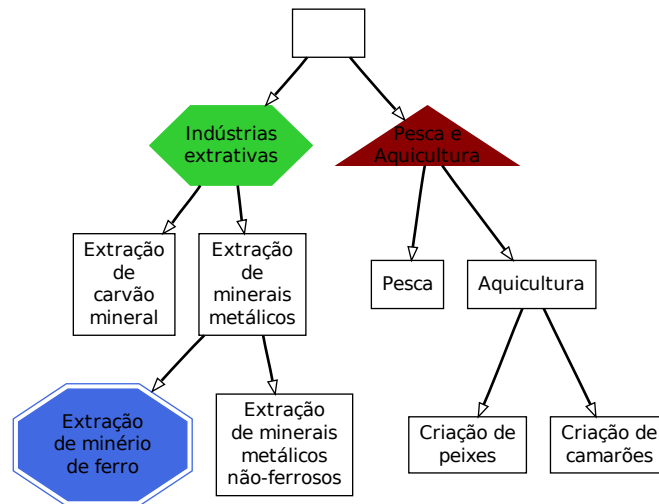 Indústrias
extrativas
Pesca e
Aquicultura
Extração
de
carvão
mineral
Extração
de
minerais
metálicos
Pesca
Aquicultura
Extração
de minério
de ferro
Extração
de minerais
metálicos
não-ferrosos
Criação de
peixes
Criação de
camarões